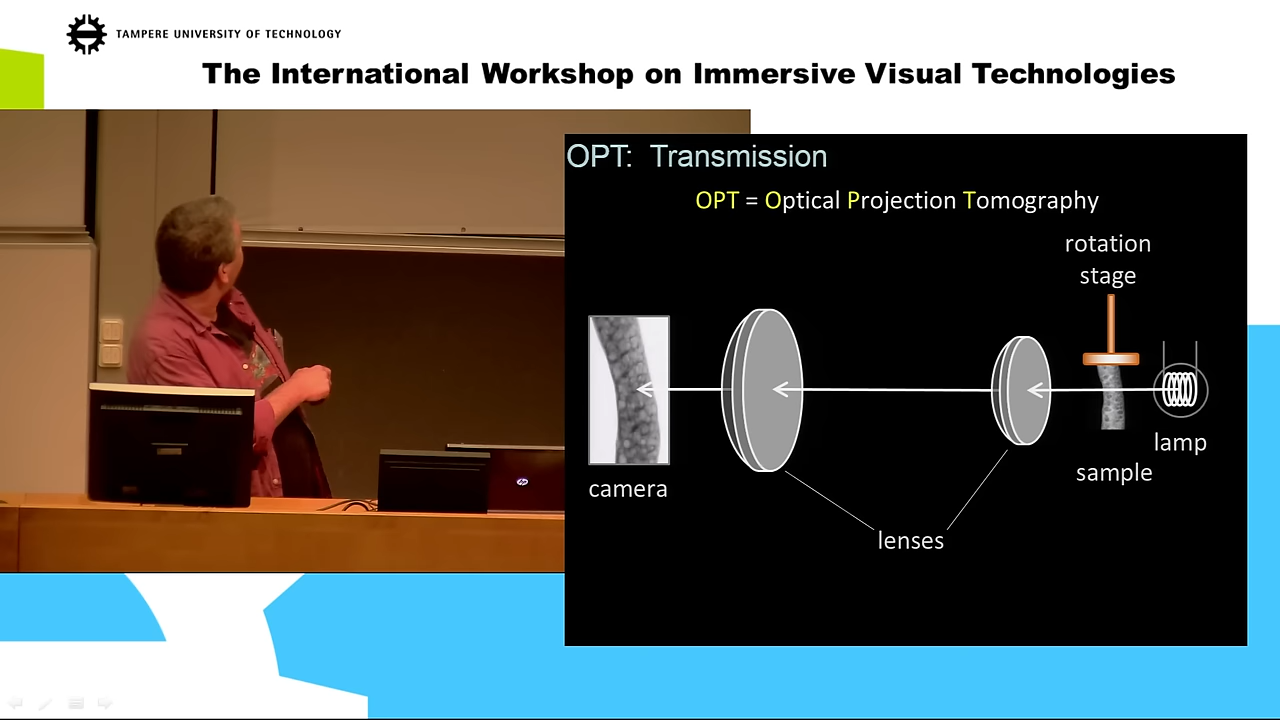 TAMPERE UNIVERSITY OF TECHNOLOGY
The International Workshop on Immersive Visual Technologies
OPT: Transmission
OPT = Optical Projection Tomography
rotation
stage
lamp
sample
camera
lenses
hp